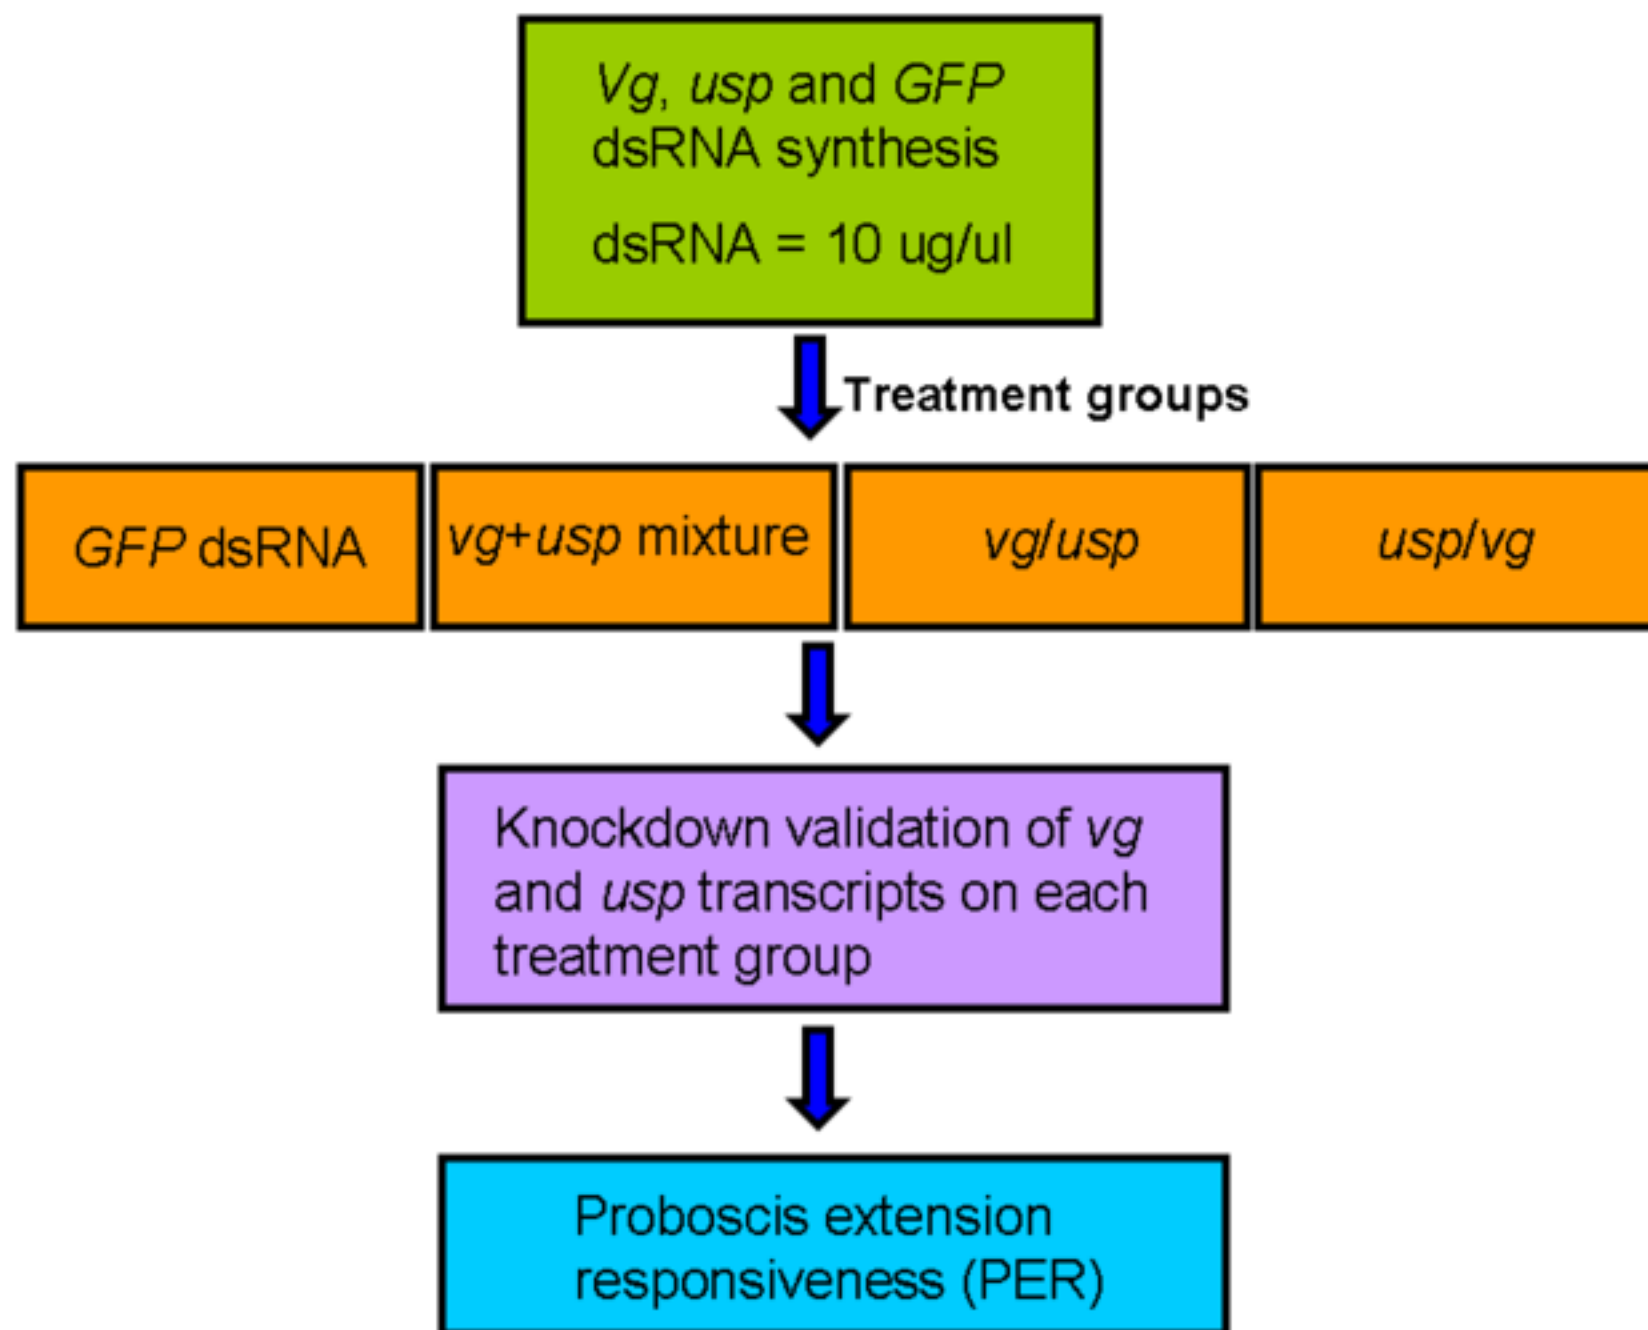 Vg, usp and GFP
dsRNA synthesis
dsRNA = 10 ug/ul
Treatment groups
GFP dsRNA
vg+usp mixture
vg/usp
usp/vg
Knockdown validation of vg
and usp transcripts on each
treatment group
Proboscis extension
responsiveness (PER)